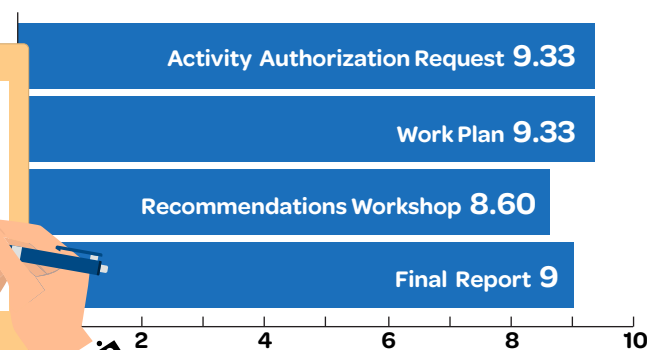 Activity Authorization Request 9.33
Work Plan 9.33
Recommendations Workshop 8.60
Final Report 9
2 4 6 8 10